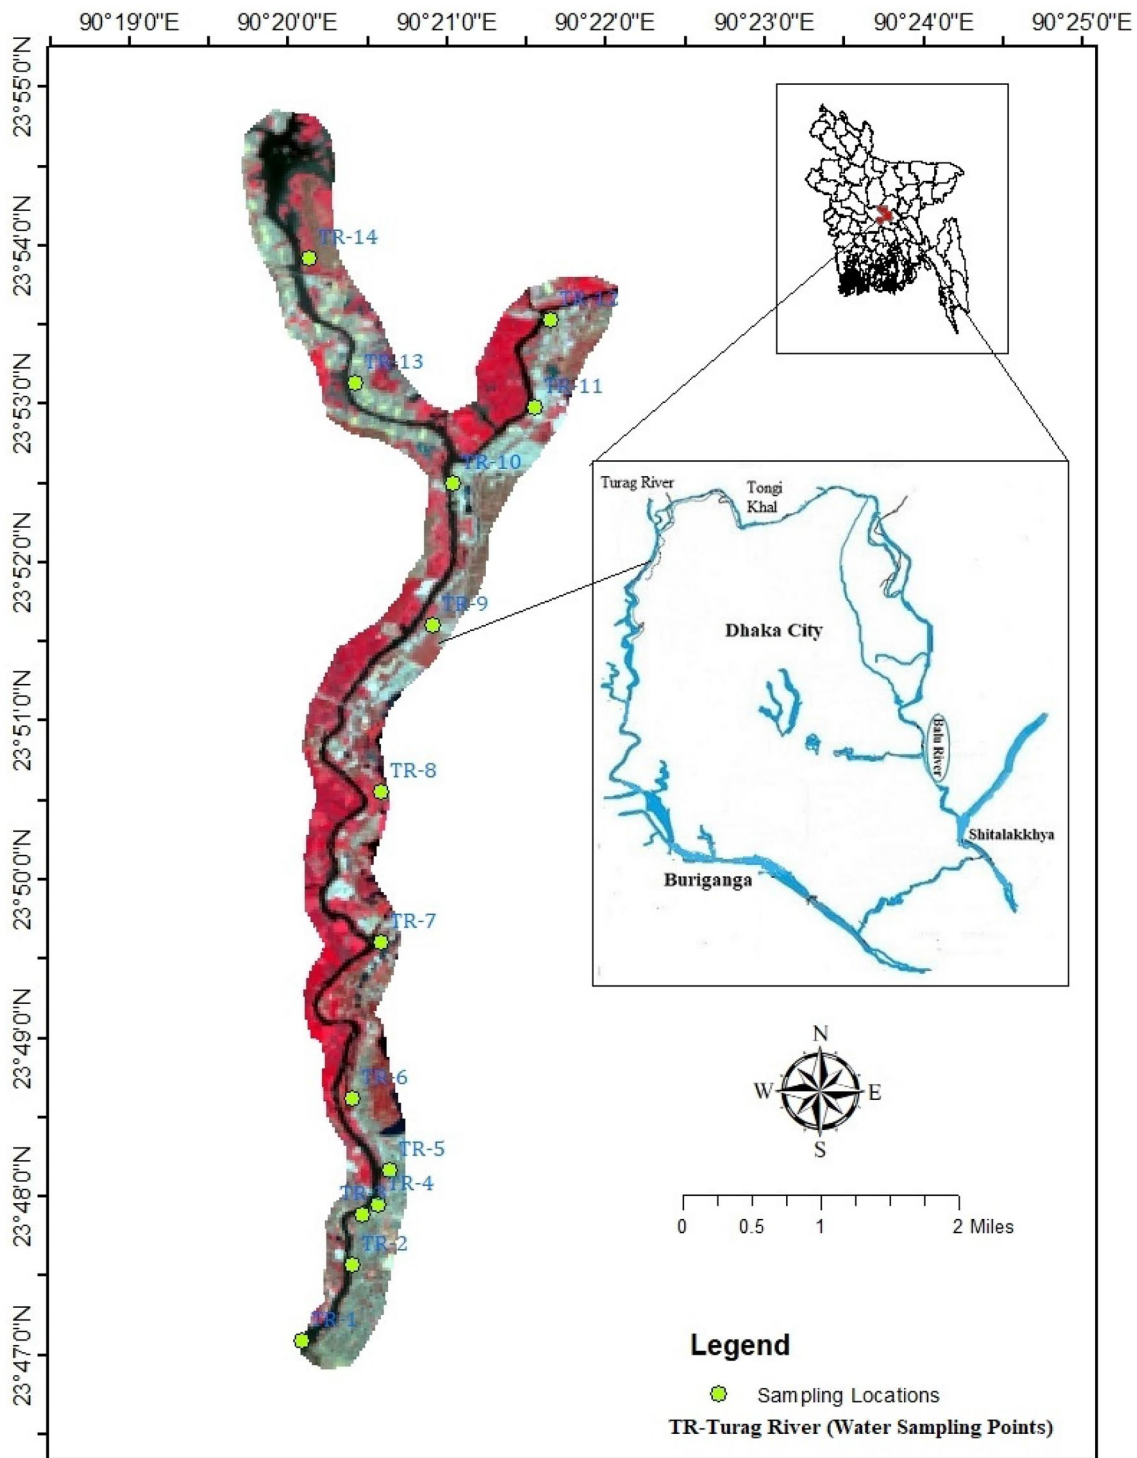 90°19'0"E 90°20'0"E 90°21'0"E 90°22'0"E 90°23'0"E 90°24'0"E 90°25'0"E
23°55'0"N
23°54'0"N
23°53'0"N
23°52'0"N
23°51'0"N
23°50'0"N
23°49'0"N
23°48'0"N
23°47'0"N
TR-14
TR-12
TR-13
TR-11
TR-10
TR-9
TR-8
TR-7
TR-6
TR-5
TR-4
TR-3
TR-2
TR-1
Turag River
Tongi
Khal
Dhaka City
Balu River
Shitalakkhya
Buriganga
N
W E
S
0 0.5 1 2 Miles
Legend
Sampling Locations
TR-Turag River (Water Sampling Points)